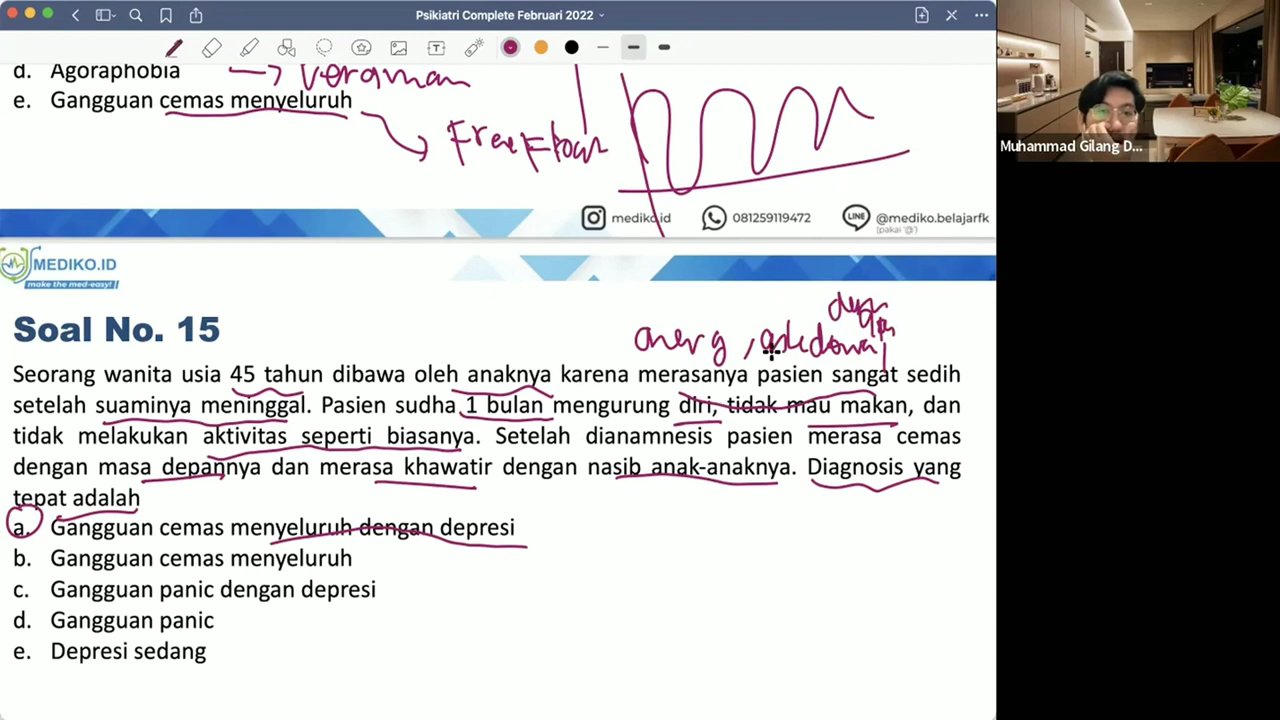 Psikiatri Complete Februari 2022
d. Agoraphobia
e. Gangguan cemas menyeluruh
mediko.id
081259119472
LINE
@mediko.belajarfk
(pakai '@')
MEDIKO.ID
make the med-easy!
Soal No. 15
Seorang wanita usia 45 tahun dibawa oleh anaknya karena merasanya pasien sangat sedih
setelah suaminya meninggal. Pasien sudha 1 bulan mengurung diri, tidak mau makan, dan
tidak melakukan aktivitas seperti biasanya. Setelah dianamnesis pasien merasa cemas
dengan masa depannya dan merasa khawatir dengan nasib anak-anaknya. Diagnosis yang
tepat adalah
a. Gangguan cemas menyeluruh dengan depresi
b. Gangguan cemas menyeluruh
c. Gangguan panic dengan depresi
d. Gangguan panic
e. Depresi sedang
Muhammad Gilang D...